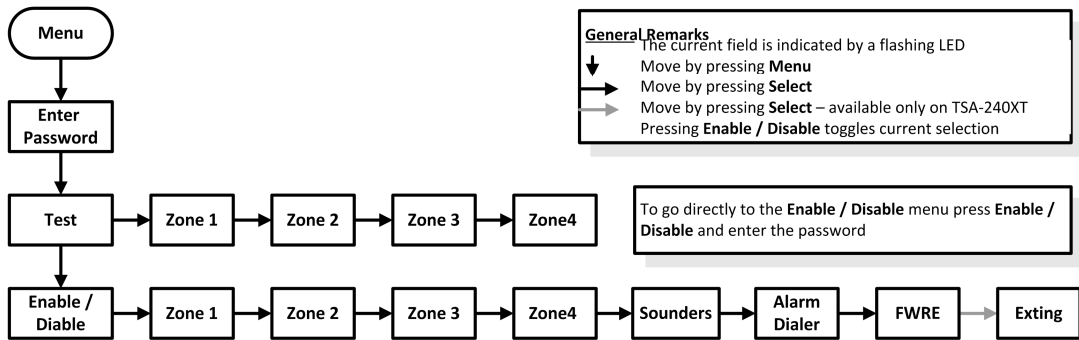 Menu
General Remarks
The current field is indicated by a flashing LED
Move by pressing Menu
Move by pressing Select
Move by pressing Select – available only on TSA-240XT
Pressing Enable / Disable toggles current selection
Enter
Password
Test
Zone 1
Zone 2
Zone 3
Zone4
To go directly to the Enable / Disable menu press Enable /
Disable and enter the password
Enable /
Diable
Zone 1
Zone 2
Zone 3
Zone4
Sounders
Alarm
Dialer
FWRE
Exting